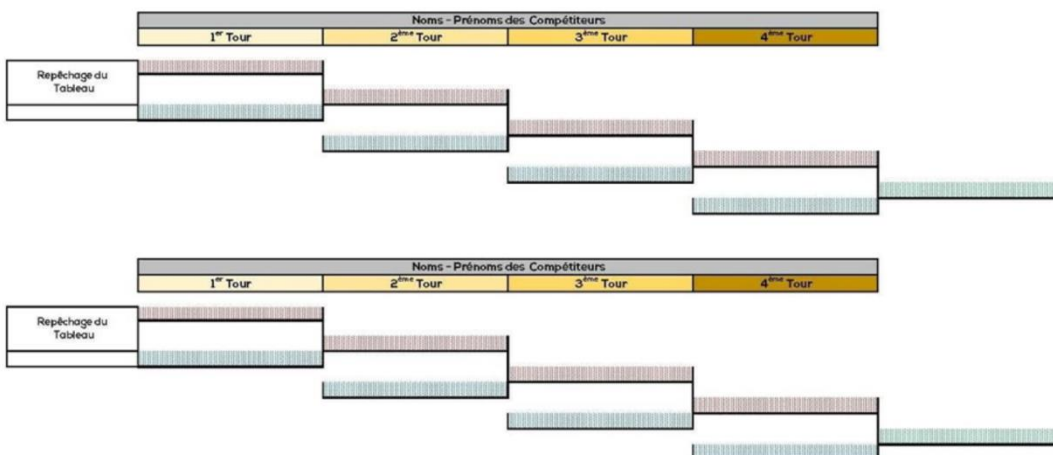 Noms - Prénoms des Compétiteurs
1er Tour 2ème Tour 3ème Tour 4ème Tour
Repêchage du
Tableau
Noms - Prénoms des Compétiteurs
1er Tour 2ème Tour 3ème Tour 4ème Tour
Repêchage du
Tableau